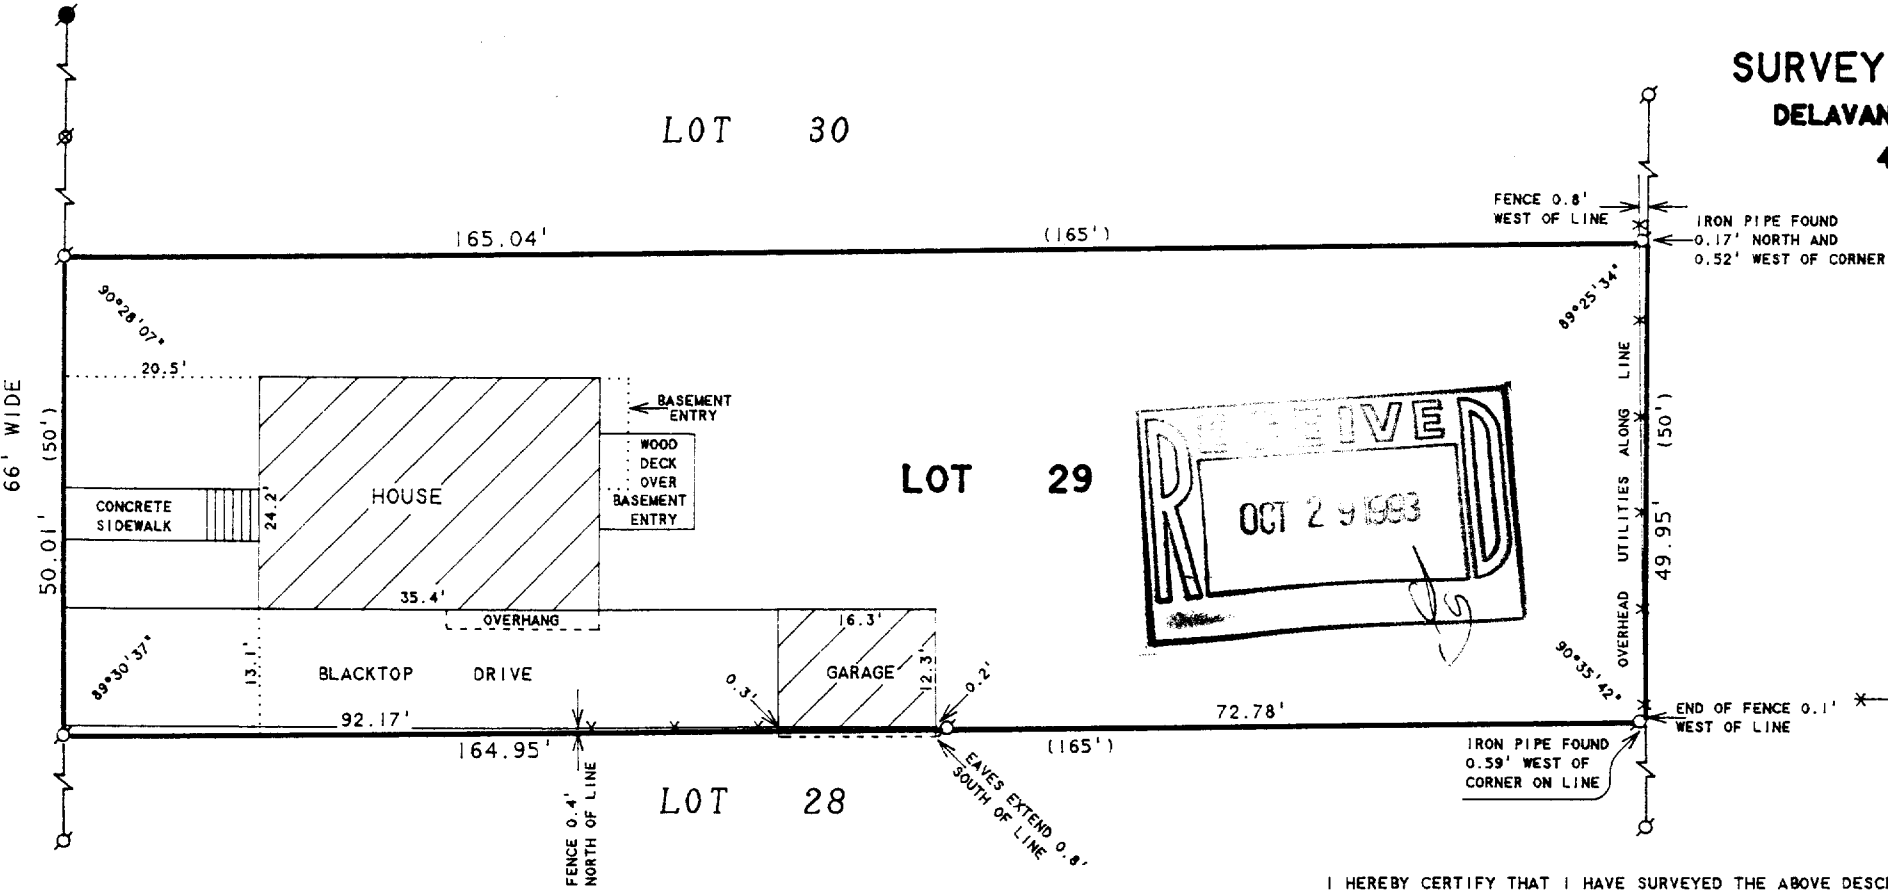 SURVEY
DELAVAN
LOT 30
FENCE 0.8'
WEST OF LINE
IRON PIPE FOUND
0.17' NORTH AND
0.52' WEST OF CORNER
165.04'
(165')
90°28'07"
89°25'34"
20.5'
66' WIDE
(50')
50.01'
BASEMENT
ENTRY
WOOD
DECK
OVER
BASEMENT
ENTRY
CONCRETE
SIDEWALK
24.2'
HOUSE
LOT 29
RECEIVED
OCT 29 1993
OVERHEAD UTILITIES ALONG LINE
(50')
49.95'
35.4'
OVERHANG
16.3'
89°30'37"
13.1'
BLACKTOP DRIVE
0.3'
GARAGE
12.3'
0.2'
90°35'42"
92.17'
72.78'
END OF FENCE 0.1'
WEST OF LINE
164.95'
(165')
IRON PIPE FOUND
0.59' WEST OF
CORNER ON LINE
FENCE 0.4'
NORTH OF LINE
LOT 28
EAVES EXTEND 0.8'
SOUTH OF LINE
I HEREBY CERTIFY THAT I HAVE SURVEYED THE ABOVE DESC